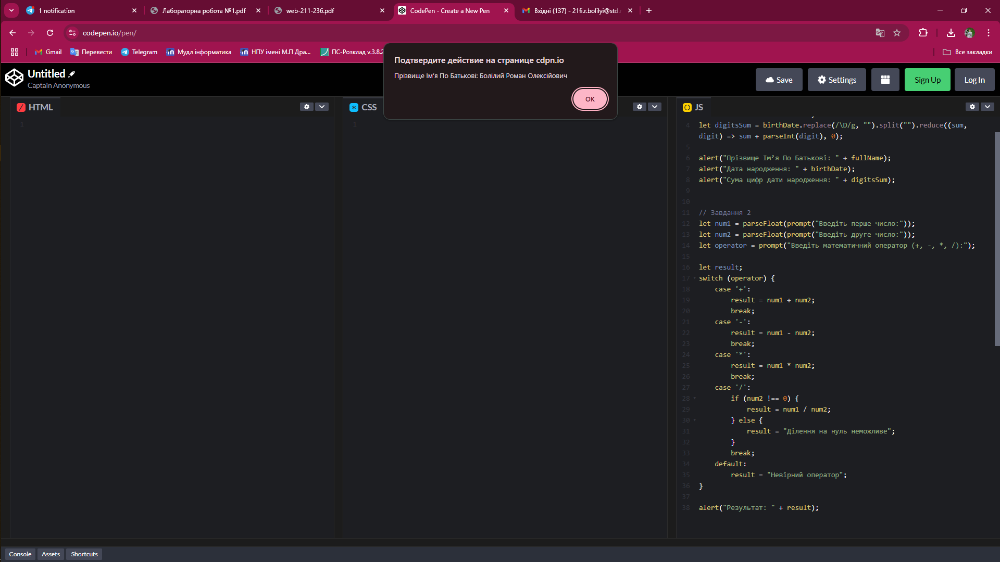 1 notification
Лабораторна робота №1.pdf
web-211-236.pdf
CodePen - Create a New Pen
Вхідні (137) - 21fi.r.bolilyi@std.
codepen.io/pen/
Gmail
Перевести
Telegram
Мудл інформатика
НПУ імені М.П Дра...
ПС-Розклад v.3.8.2
Все закладки
Подтвердите действие на странице cdpn.io
Прізвище Ім’я По Батькові: Болілий Роман Олексійович
OK
Untitled
Captain Anonymous
Save
Settings
Sign Up
Log In
HTML
1
CSS
1
JS
4 let digitsSum = birthDate.replace(/\D/g, "").split("").reduce((sum,
digit) => sum + parseInt(digit), 0);
5
6 alert("Прізвище Ім’я По Батькові: " + fullName);
7 alert("Дата народження: " + birthDate);
8 alert("Сума цифр дати народження: " + digitsSum);
9
10
11 // Завдання 2
12 let num1 = parseFloat(prompt("Введіть перше число:"));
13 let num2 = parseFloat(prompt("Введіть друге число:"));
14 let operator = prompt("Введіть математичний оператор (+, -, *, /):");
15
16 let result;
17 switch (operator) {
18 case '+':
19 result = num1 + num2;
20 break;
21 case '-':
22 result = num1 - num2;
23 break;
24 case '*':
25 result = num1 * num2;
26 break;
27 case '/':
28 if (num2 !== 0) {
29 result = num1 / num2;
30 } else {
31 result = "Ділення на нуль неможливе";
32 }
33 break;
34 default:
35 result = "Невірний оператор";
36 }
37
38 alert("Результат: " + result);
Console
Assets
Shortcuts